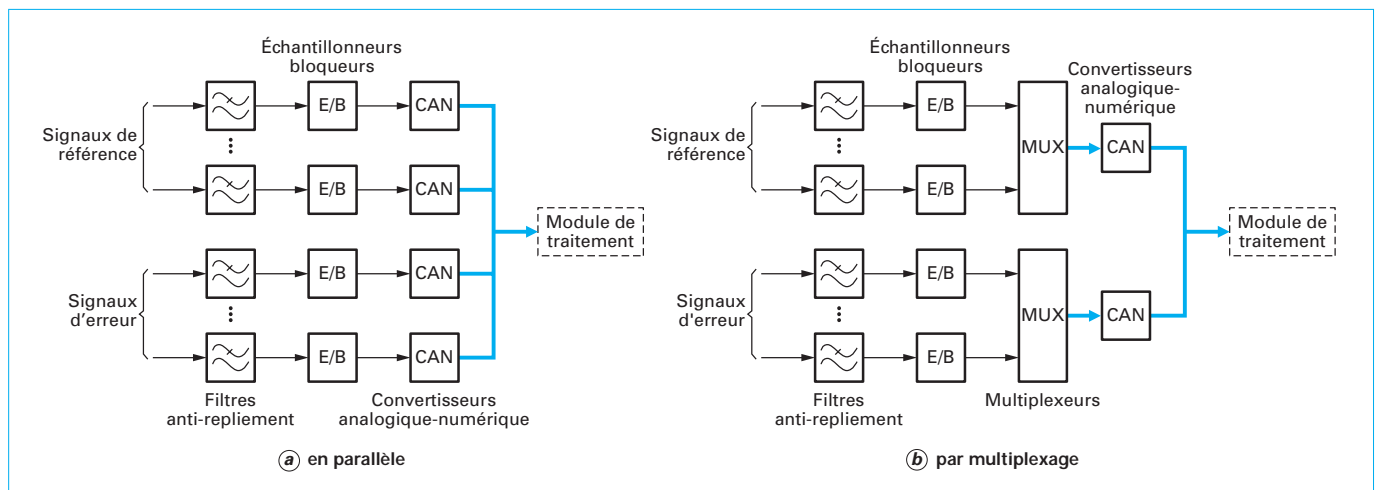 Échantillonneurs
bloqueurs
E/B
CAN
Signaux de
référence
E/B
CAN
Module de
traitement
E/B
CAN
Signaux
d’erreur
E/B
CAN
Filtres
anti-repliement
Convertisseurs
analogique-numérique
a en parallèle
Échantillonneurs
bloqueurs
Convertisseurs
analogique-
numérique
E/B
Signaux de
référence
MUX
CAN
E/B
Module de
traitement
E/B
Signaux
d'erreur
MUX
CAN
E/B
Filtres
anti-repliement
Multiplexeurs
b par multiplexage